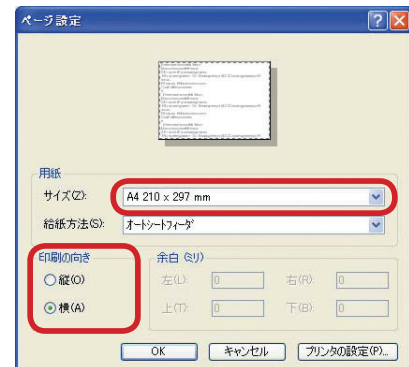 ページ設定
用紙
サイズ(Z): A4 210 x 297 mm
給紙方法(S): オートシートフィーダ
印刷の向き
縦(O)
横(A)
余白 (ミリ)
左(L): 0 右(R): 0
上(T): 0 下(B): 0
OK キャンセル プリンタの設定(P)...